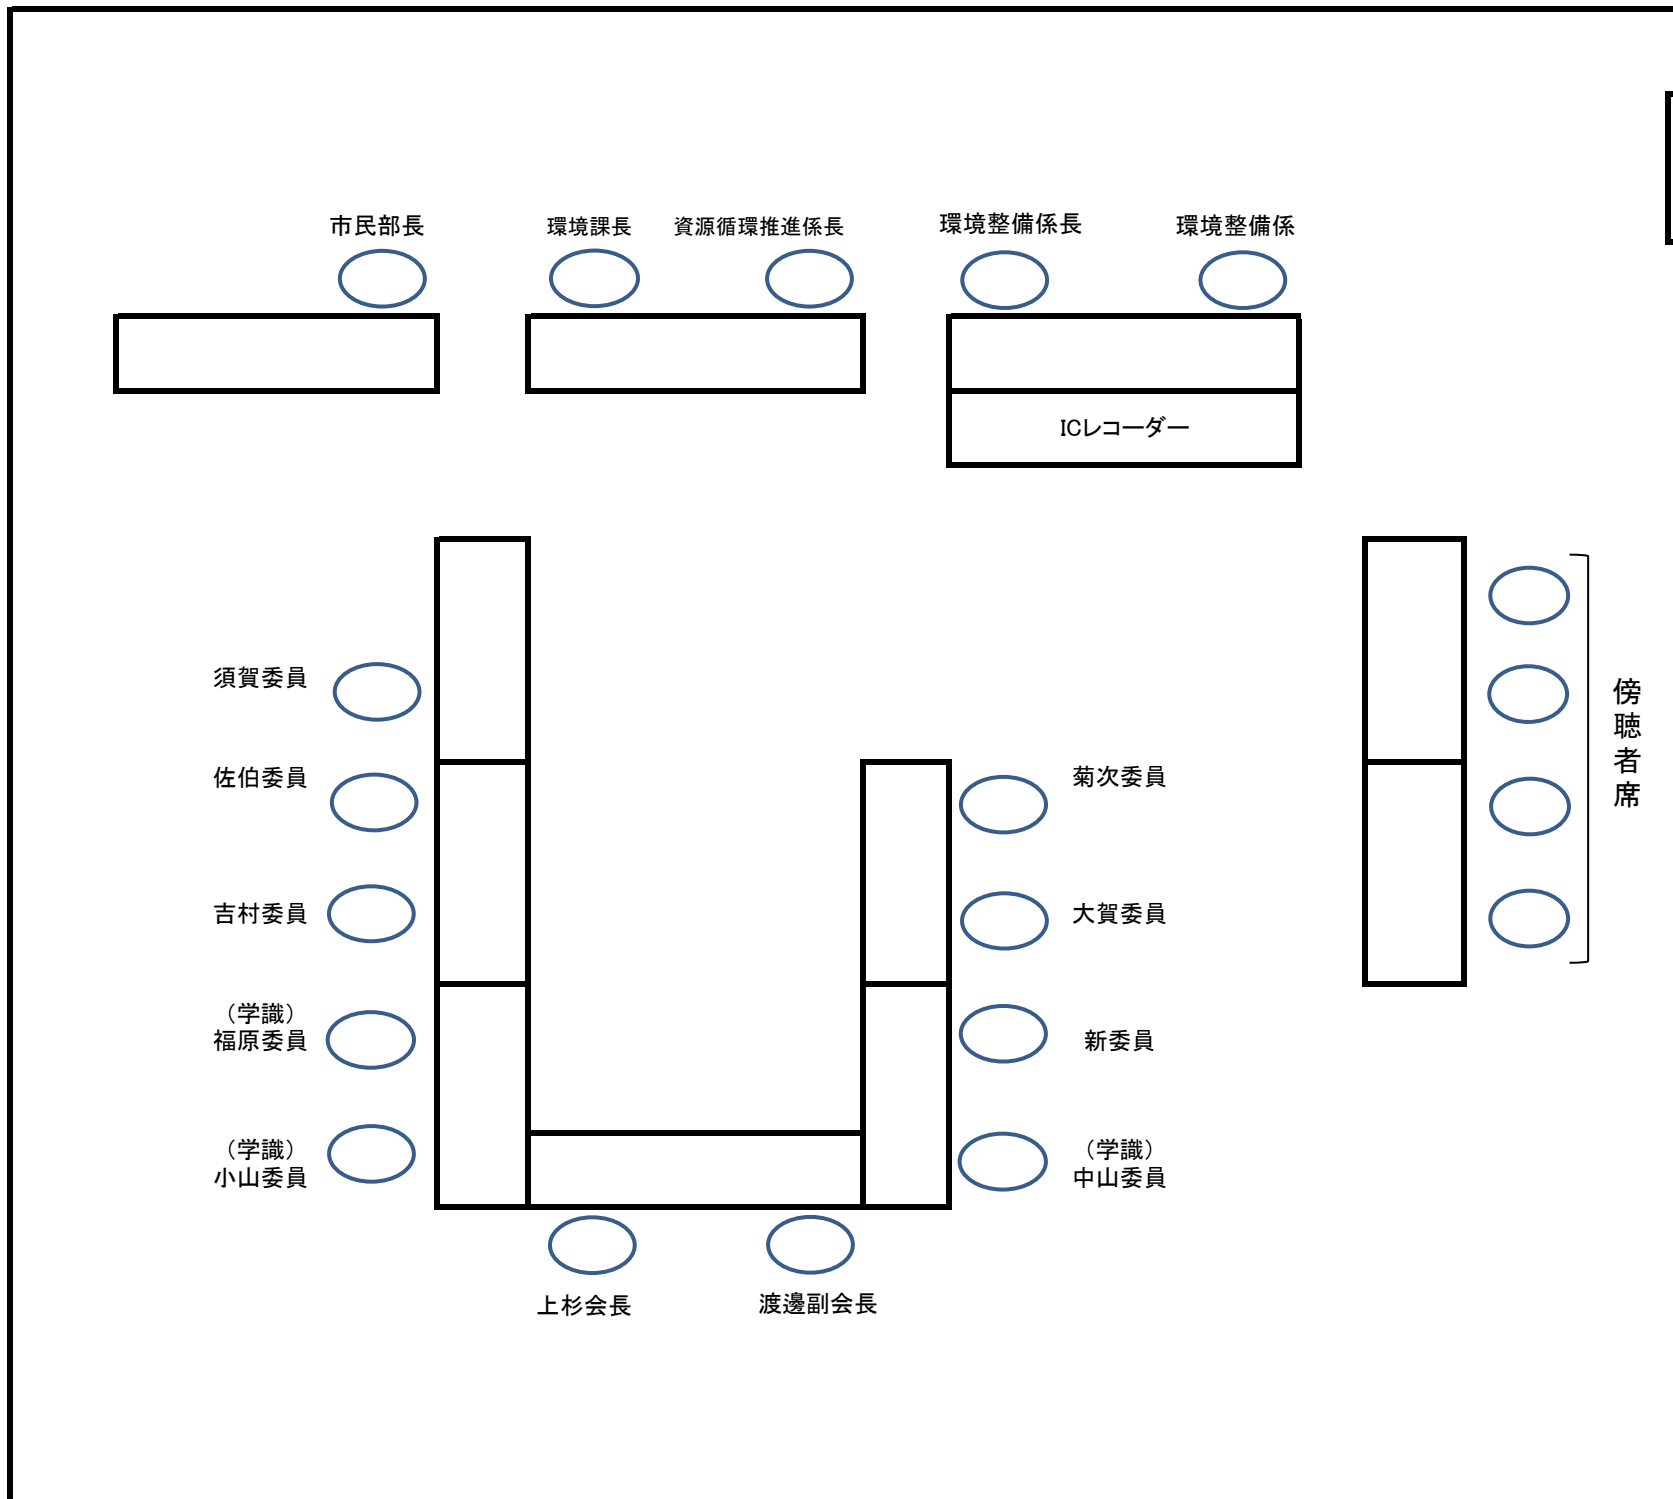 市民部長
環境課長
資源循環推進係長
環境整備係長
環境整備係
ICレコーダー
須賀委員
佐伯委員
吉村委員
（学識）
福原委員
（学識）
小山委員
菊次委員
大賀委員
新委員
（学識）
中山委員
上杉会長
渡邊副会長
傍聴者席